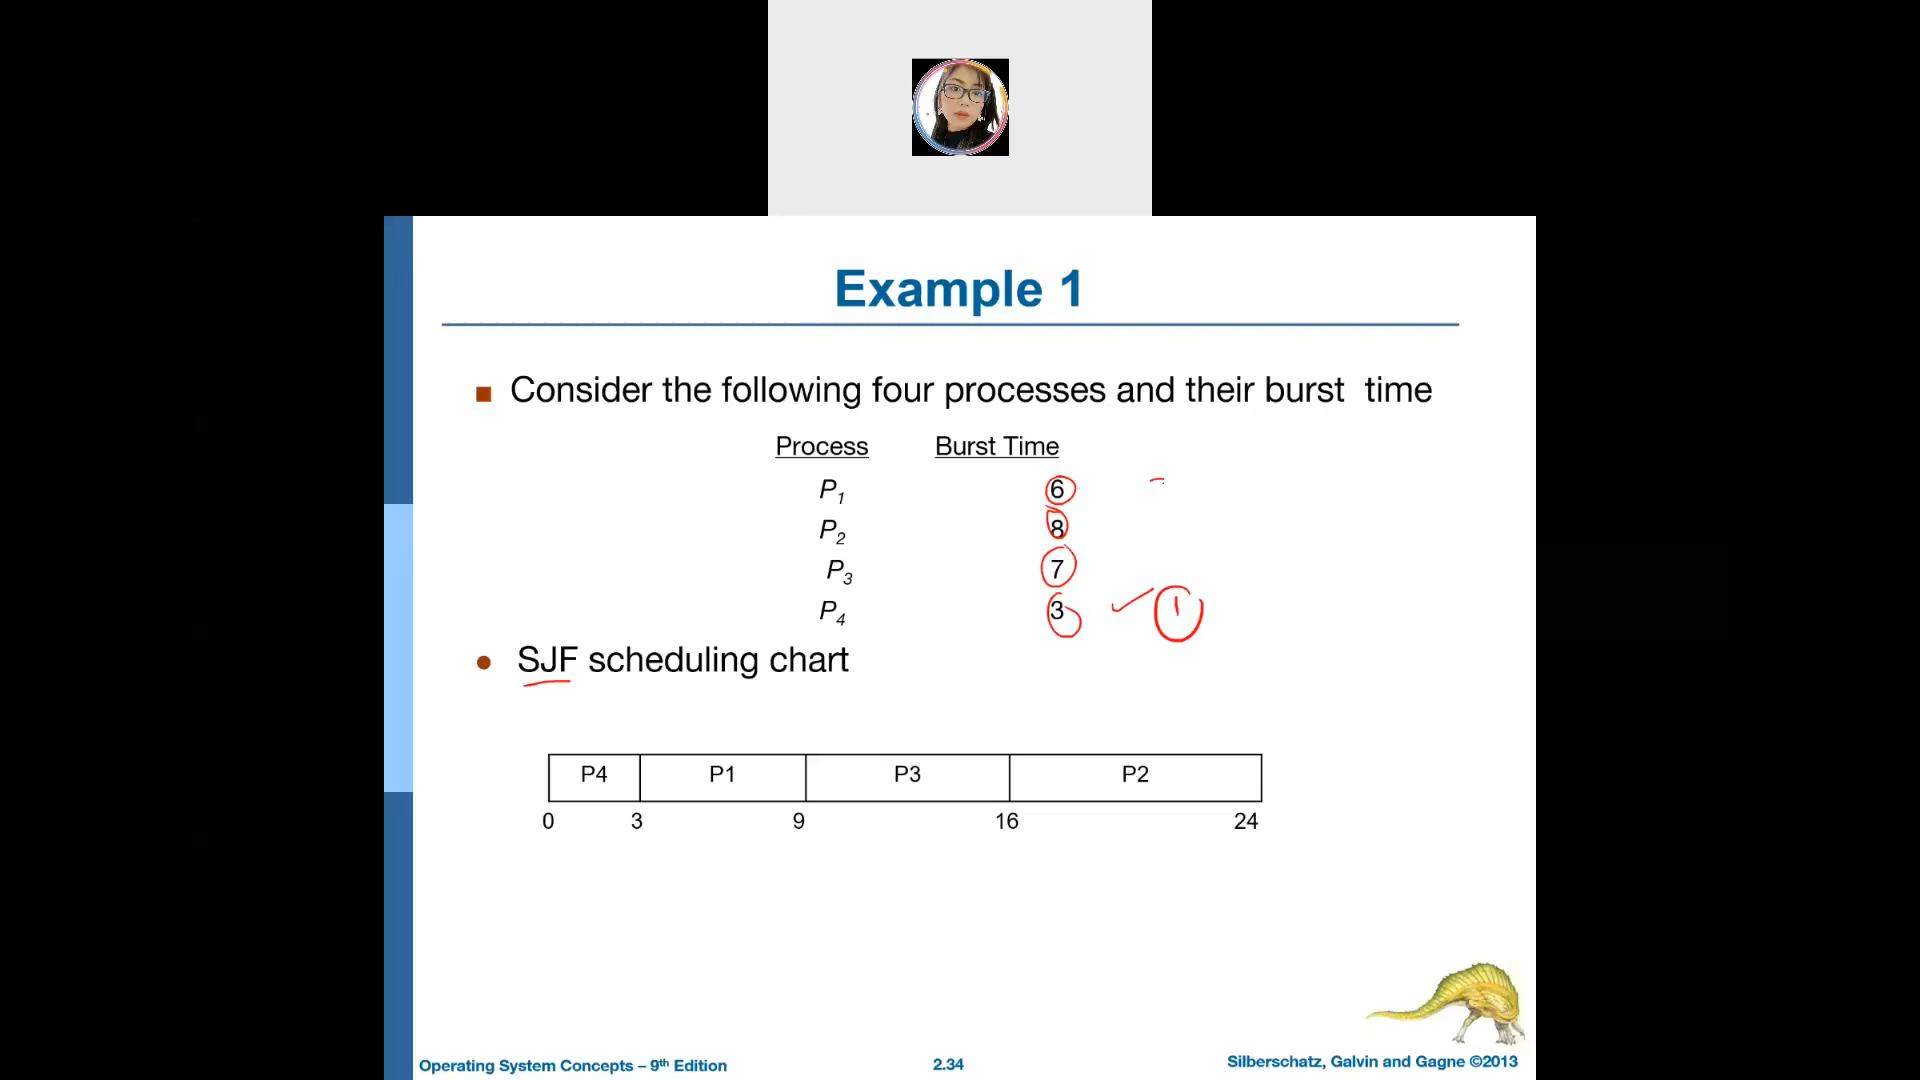 Example 1
Consider the following four processes and their burst time
Process Burst Time
P1 6
P2 8
P3 7
P4 3 1
SJF scheduling chart
P4 P1 P3 P2
0 3 9 16 24
Operating System Concepts – 9th Edition 2.34 Silberschatz, Galvin and Gagne ©2013